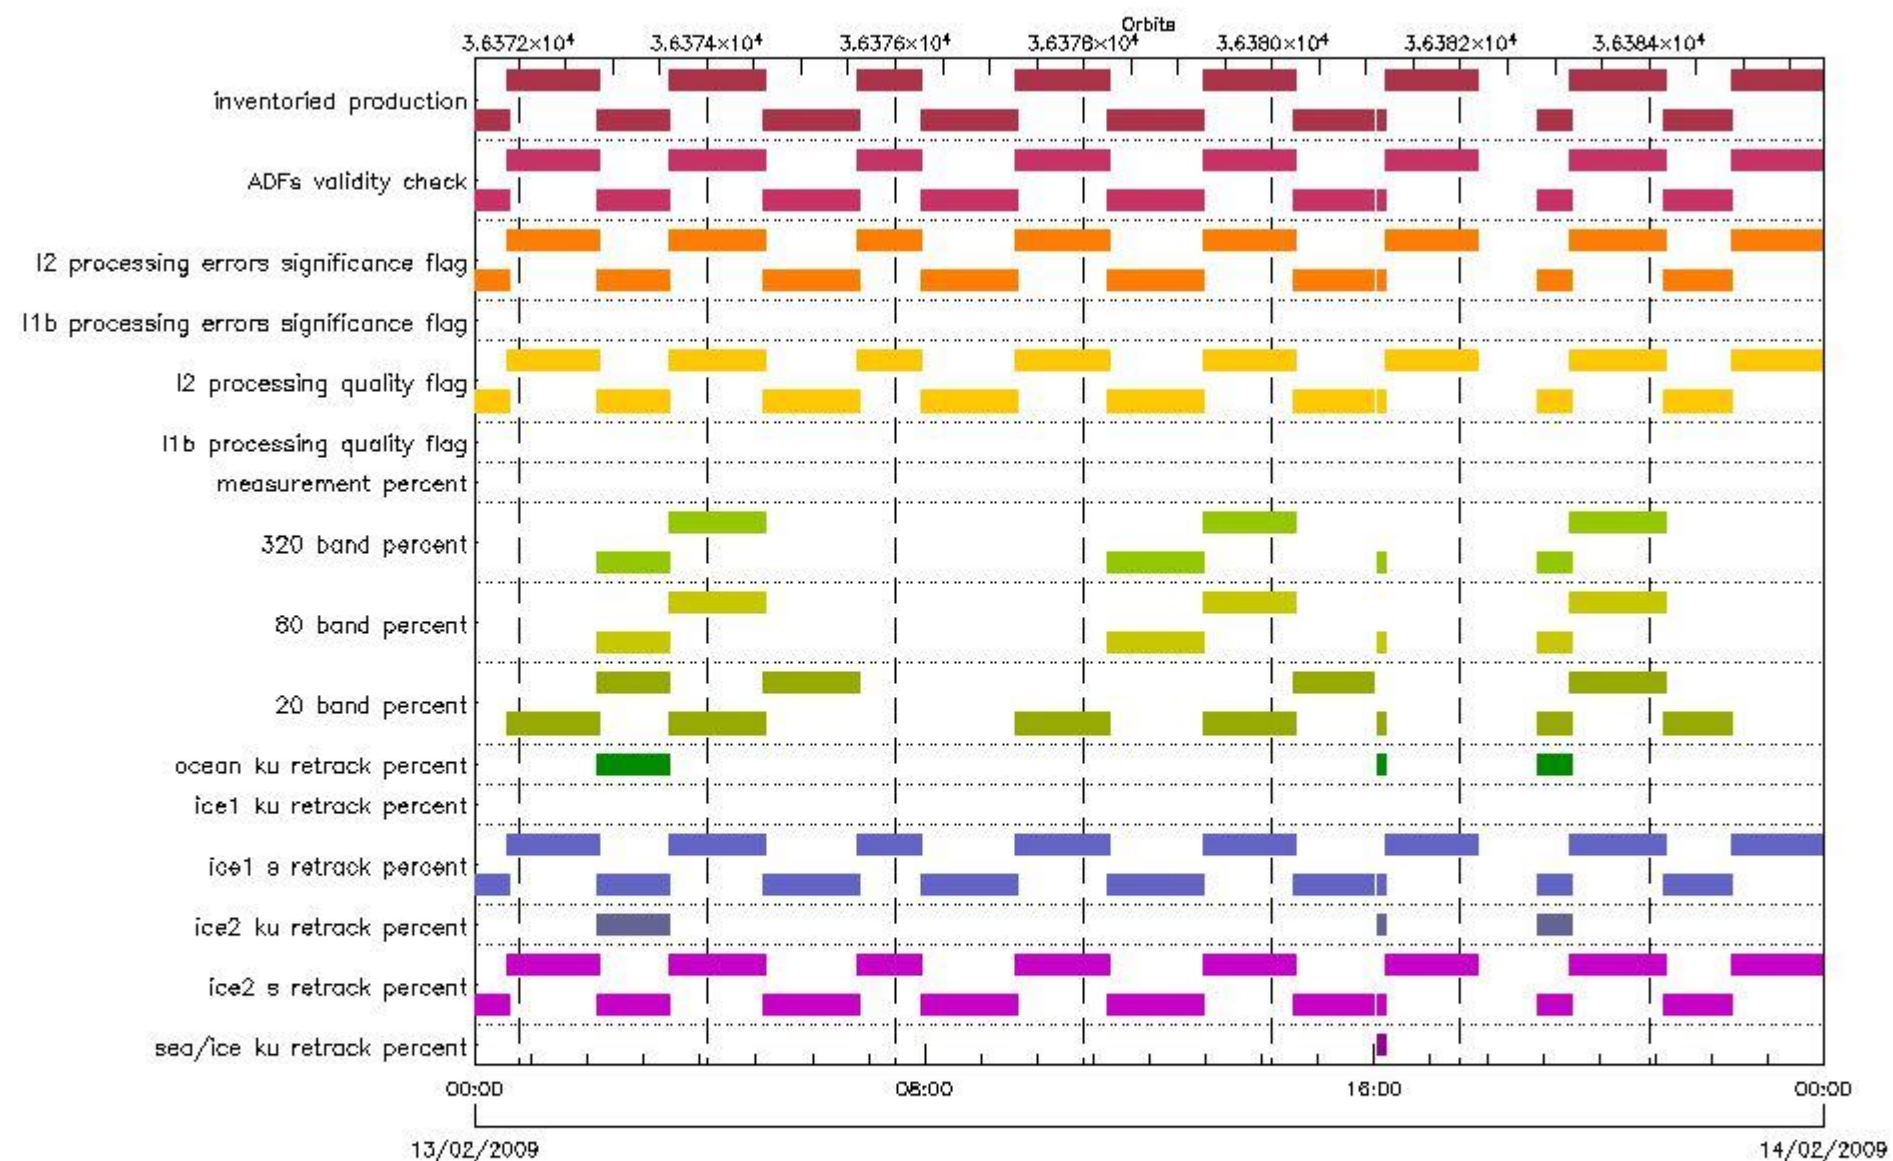 Orbits
3.6372×10⁴ 3.6374×10⁴ 3.6376×10⁴ 3.6378×10⁴ 3.6380×10⁴ 3.6382×10⁴ 3.6384×10⁴
inventoried production
ADFs validity check
l2 processing errors significance flag
l1b processing errors significance flag
l2 processing quality flag
l1b processing quality flag
measurement percent
320 band percent
80 band percent
20 band percent
ocean ku retrack percent
ice1 ku retrack percent
ice1 s retrack percent
ice2 ku retrack percent
ice2 s retrack percent
sea/ice ku retrack percent
00:00 08:00 16:00 00:00
13/02/2009 14/02/2009